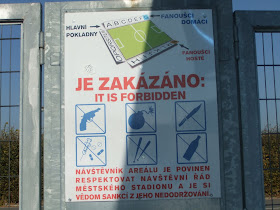 HLAVNÍ
POKLADNY
A B C D E F
FANOUŠCI
DOMÁCÍ
FANOUŠCI
HOSTÉ
JE ZAKÁZÁNO:
IT IS FORBIDDEN
NÁVŠTĚVNÍK AREÁLU JE POVINEN
RESPEKTOVAT NÁVŠTĚVNÍ ŘÁD
MĚSTSKÉHO STADIONU A JE SI
VĚDOM SANKCÍ Z JEHO NEDODRŽOVÁNÍ.